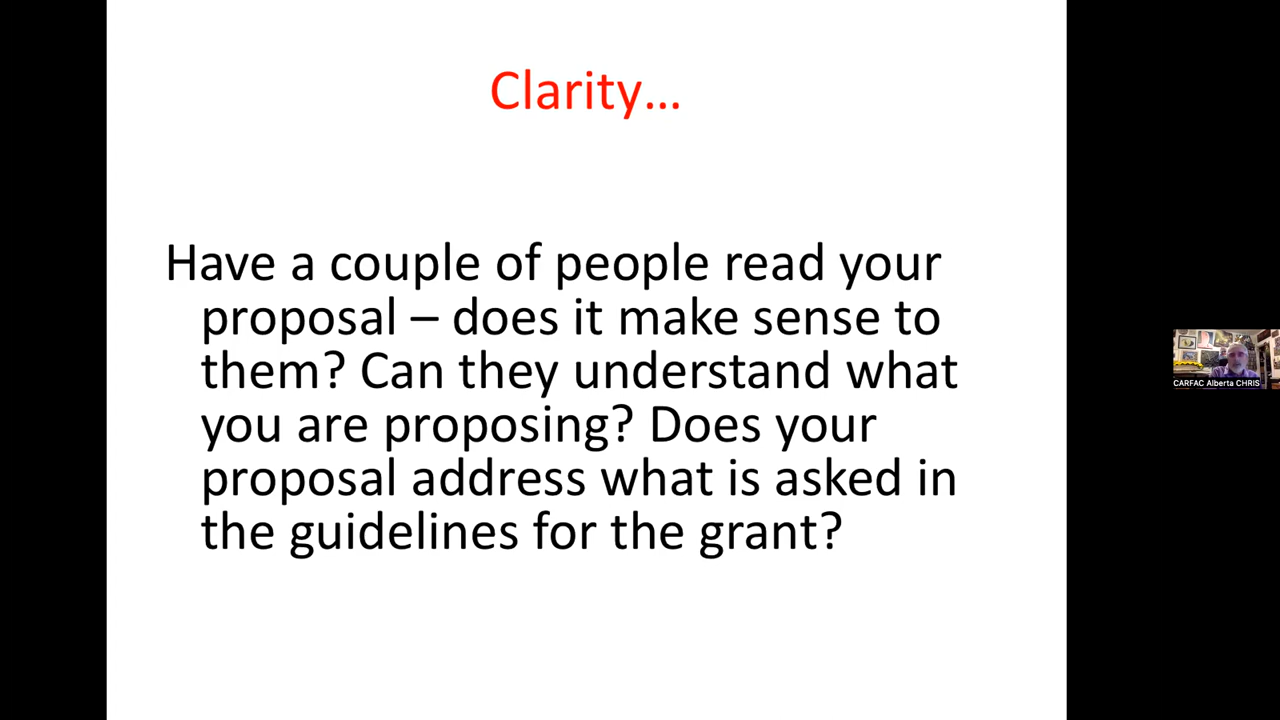 Clarity...
Have a couple of people read your
proposal – does it make sense to
them? Can they understand what
you are proposing? Does your
proposal address what is asked in
the guidelines for the grant?
CARFAC Alberta CHRIS